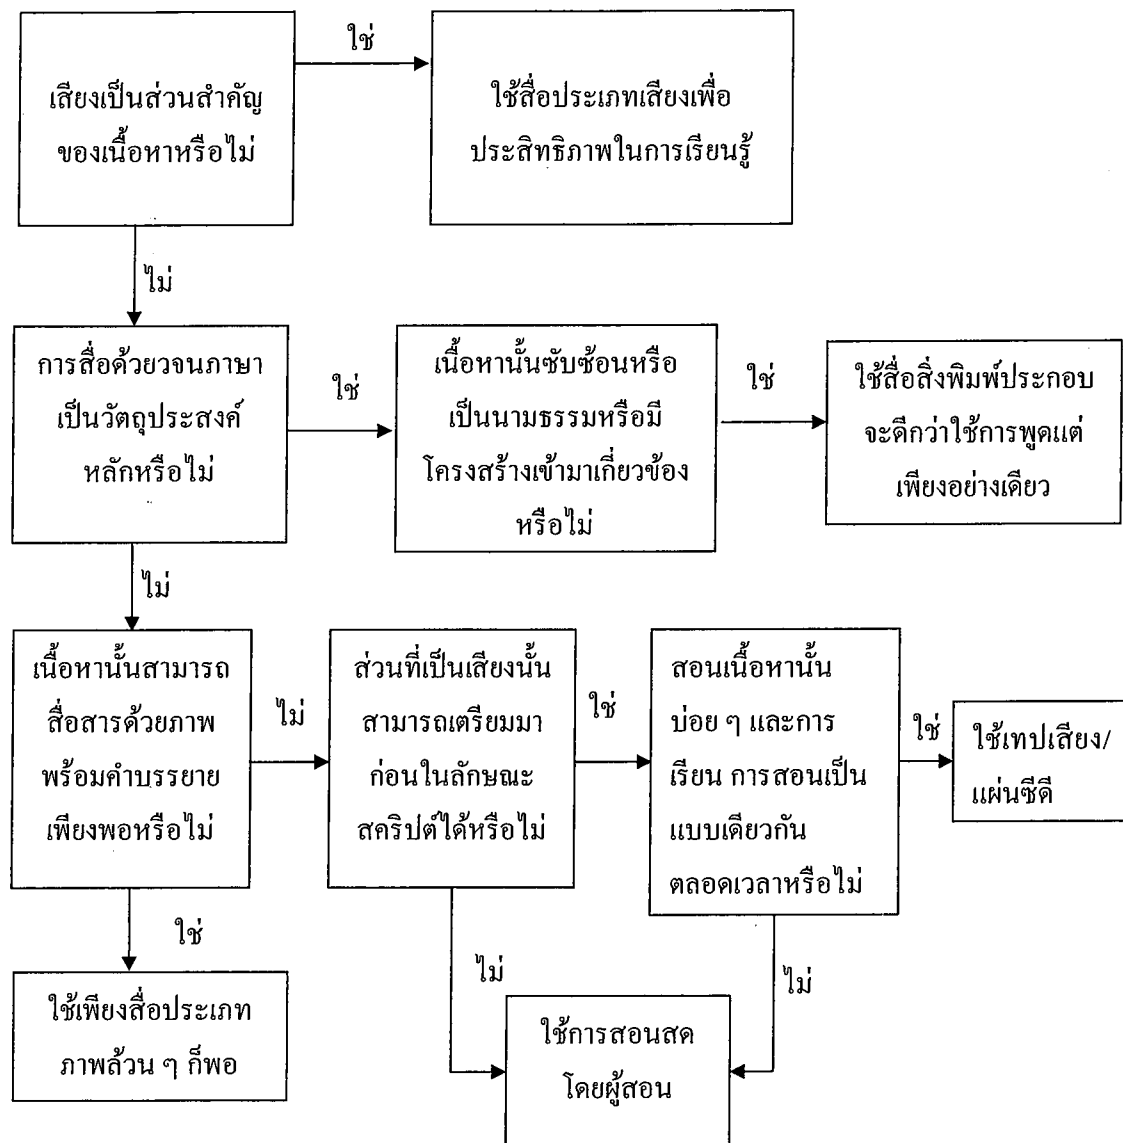 ใช่
เสียงเป็นส่วนสำคัญ
ของเนื้อหาหรือไม่
ใช้สื่อประเภทเสียงเพื่อ
ประสิทธิภาพในการเรียนรู้
ไม่
การสื่อด้วยวจนภาษา
เป็นวัตถุประสงค์
หลักหรือไม่
ใช่
เนื้อหานั้นซับซ้อนหรือ
เป็นนามธรรมหรือมี
โครงสร้างเข้ามาเกี่ยวข้อง
หรือไม่
ใช่
ใช้สื่อสิ่งพิมพ์ประกอบ
จะดีกว่าใช้การพูดแต่
เพียงอย่างเดียว
ไม่
เนื้อหานั้นสามารถ
สื่อสารด้วยภาพ
พร้อมคำบรรยาย
เพียงพอหรือไม่
ไม่
ส่วนที่เป็นเสียงนั้น
สามารถเตรียมมา
ก่อนในลักษณะ
สคริปต์ได้หรือไม่
ใช่
สอนเนื้อหานั้น
บ่อย ๆ และการ
เรียน การสอนเป็น
แบบเดียวกัน
ตลอดเวลาหรือไม่
ใช่
ใช้เทปเสียง/
แผ่นซีดี
ใช่
ใช้เพียงสื่อประเภท
ภาพล้วน ๆ ก็พอ
ไม่
ไม่
ใช้การสอนสด
โดยผู้สอน